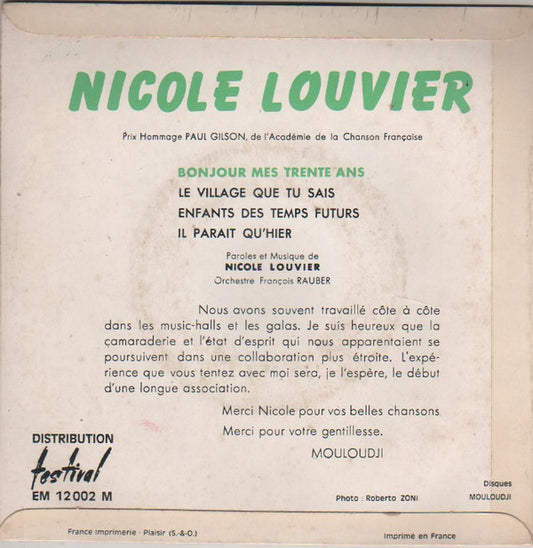 NICOLE LOUVIER
Prix Hommage PAUL GILSON, de l'Académie de la Chanson Française
BONJOUR MES TRENTE ANS
LE VILLAGE QUE TU SAIS
ENFANTS DES TEMPS FUTURS
IL PARAIT QU'HIER
Paroles et Musique de
NICOLE LOUVIER
Orchestre François RAUBER
Nous avons souvent travaillé côte à côte
dans les music-halls et les galas. Je suis heureux que la
camaraderie et l'état d'esprit qui nous apparentaient se
poursuivent dans une collaboration plus étroite. L'expé-
rience que vous tentez avec moi sera, je l'espère, le début
d'une longue association.
Merci Nicole pour vos belles chansons
Merci pour votre gentillesse.
MOULOUDJI
DISTRIBUTION
festival
EM 12002 M
Photo : Roberto ZONI
Disques
MOULOUDJI
France Imprimerie - Plaisir (S.-&-O.)
Imprimé en France